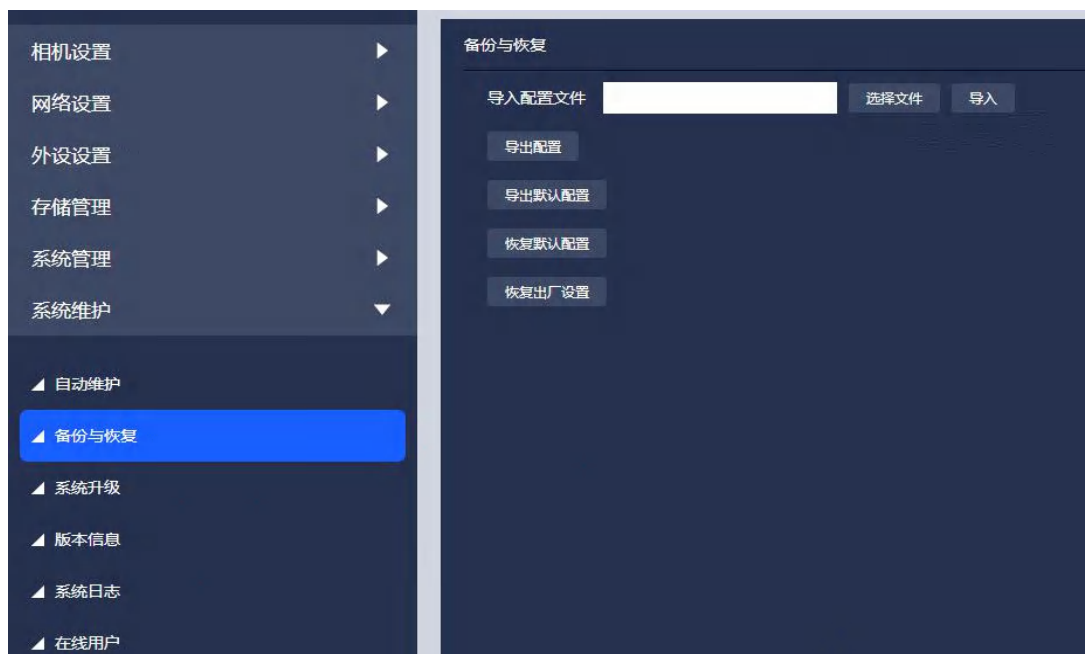 相机设置
网络设置
外设设置
存储管理
系统管理
系统维护
自动维护
备份与恢复
系统升级
版本信息
系统日志
在线用户
备份与恢复
导入配置文件 选择文件 导入
导出配置
导出默认配置
恢复默认配置
恢复出厂设置